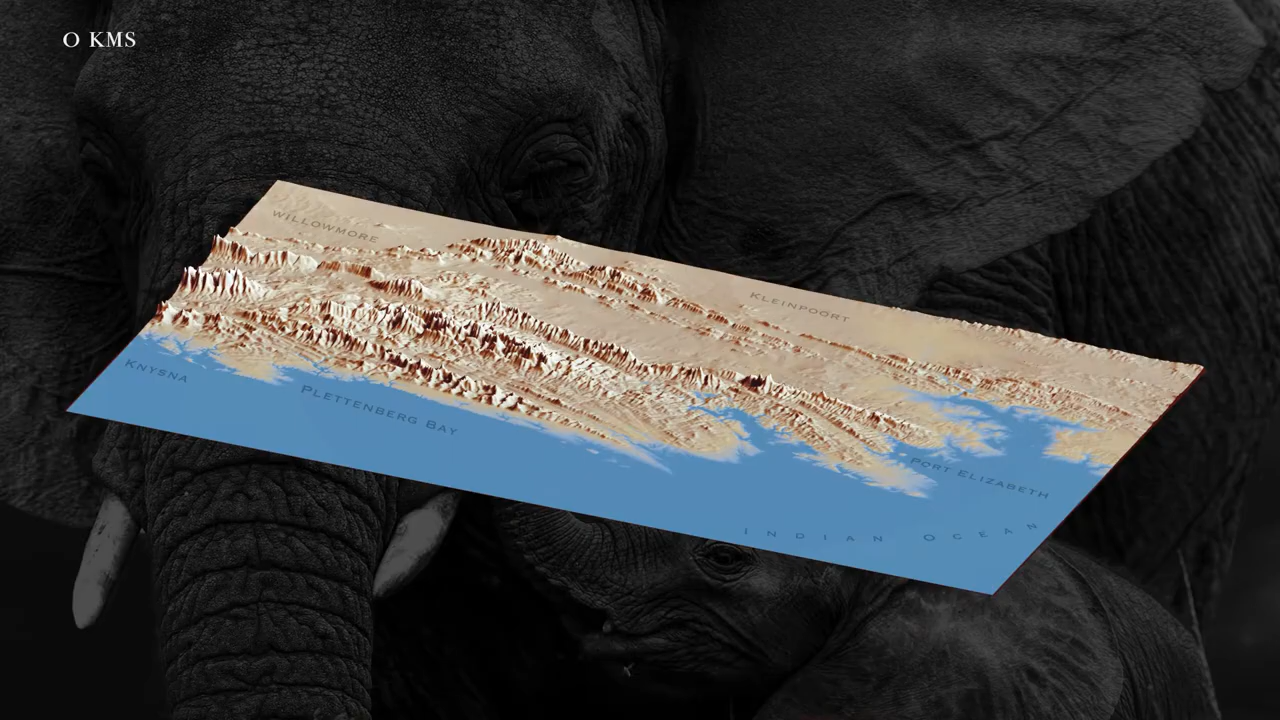 O KMS
WILLOWMORE
KLEINPOORT
KNYSNA
PLETTENBERG BAY
PORT ELIZABETH
INDIAN OCEAN